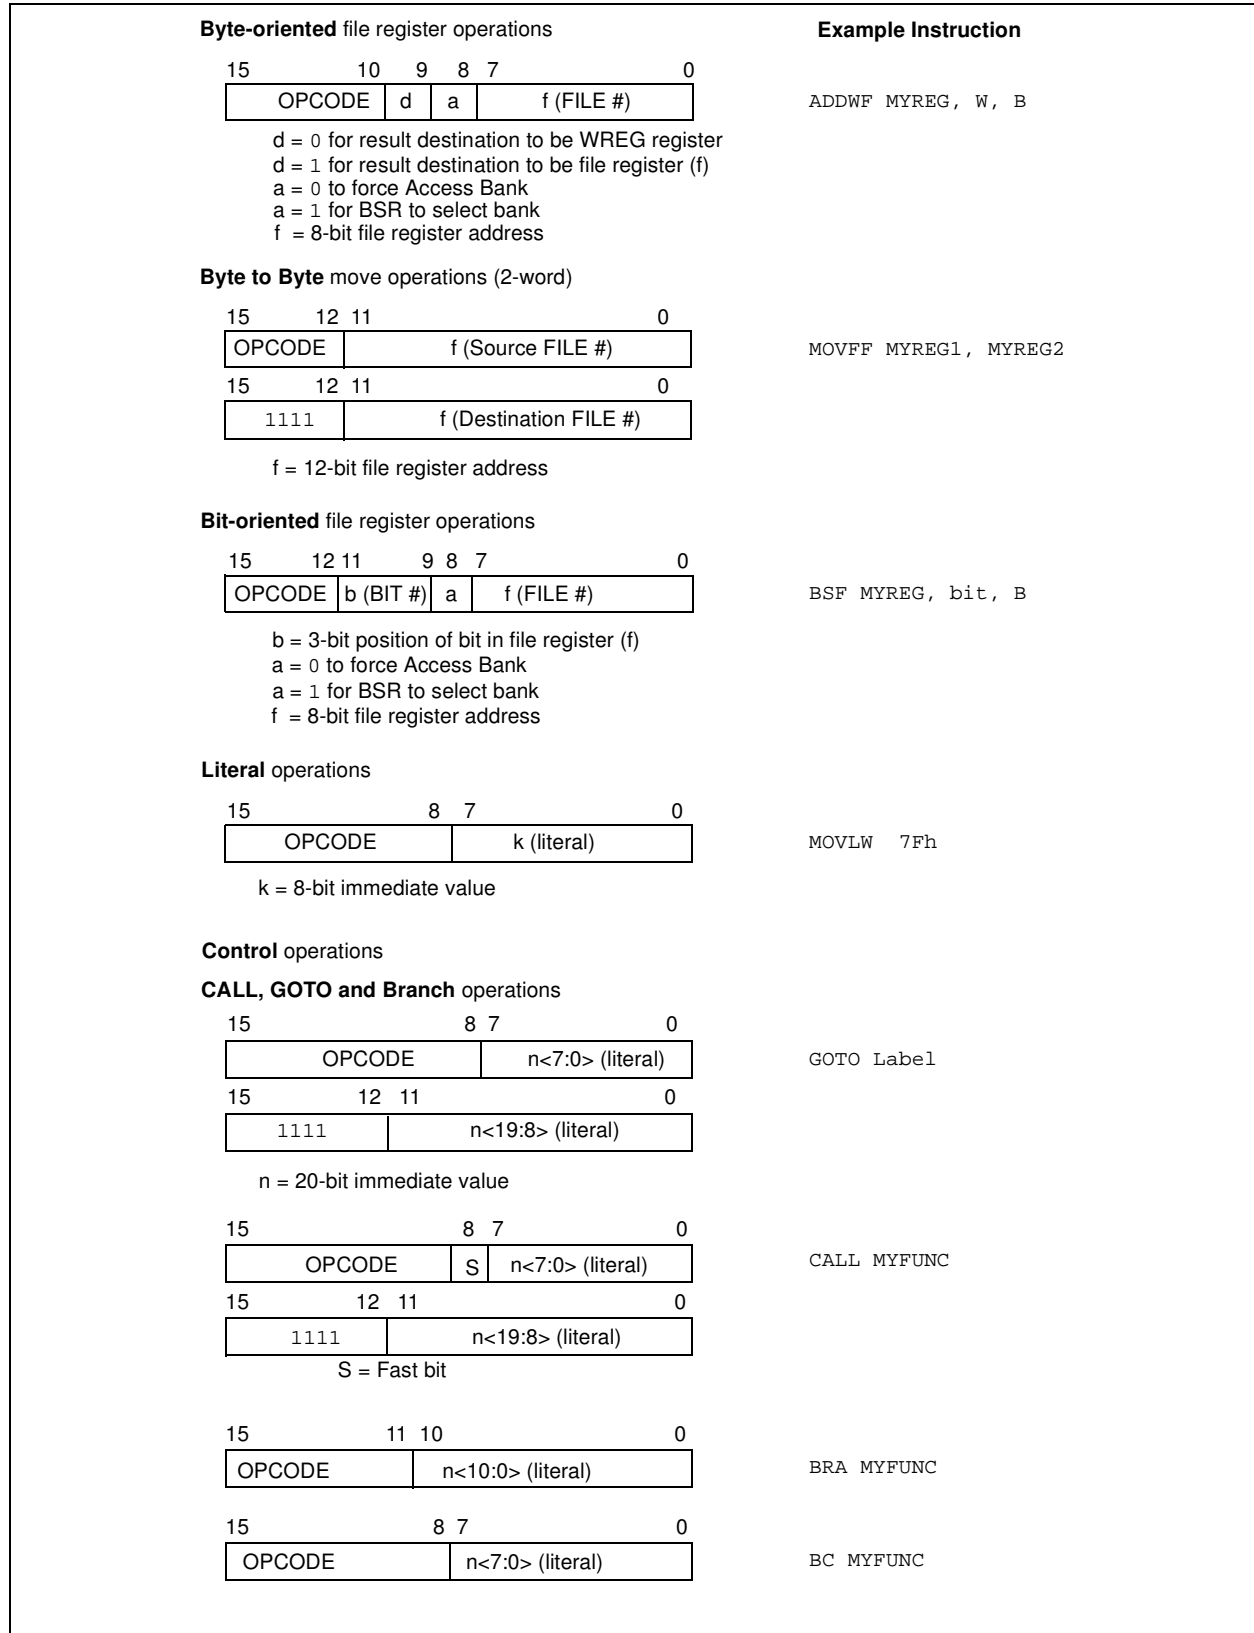 Byte-oriented file register operations Example Instruction
15 10 9 8 7 0
OPCODE d a f (FILE #) ADDWF MYREG, W, B
d = 0 for result destination to be WREG register
d = 1 for result destination to be file register (f)
a = 0 to force Access Bank
a = 1 for BSR to select bank
f = 8-bit file register address
Byte to Byte move operations (2-word)
15 12 11 0
OPCODE f (Source FILE #) MOVFF MYREG1, MYREG2
15 12 11 0
1111 f (Destination FILE #)
f = 12-bit file register address
Bit-oriented file register operations
15 12 11 9 8 7 0
OPCODE b (BIT #) a f (FILE #) BSF MYREG, bit, B
b = 3-bit position of bit in file register (f)
a = 0 to force Access Bank
a = 1 for BSR to select bank
f = 8-bit file register address
Literal operations
15 8 7 0
OPCODE k (literal) MOVLW 7Fh
k = 8-bit immediate value
Control operations
CALL, GOTO and Branch operations
15 8 7 0
OPCODE n<7:0> (literal) GOTO Label
15 12 11 0
1111 n<19:8> (literal)
n = 20-bit immediate value
15 8 7 0
OPCODE S n<7:0> (literal) CALL MYFUNC
15 12 11 0
1111 n<19:8> (literal)
S = Fast bit
15 11 10 0
OPCODE n<10:0> (literal) BRA MYFUNC
15 8 7 0
OPCODE n<7:0> (literal) BC MYFUNC